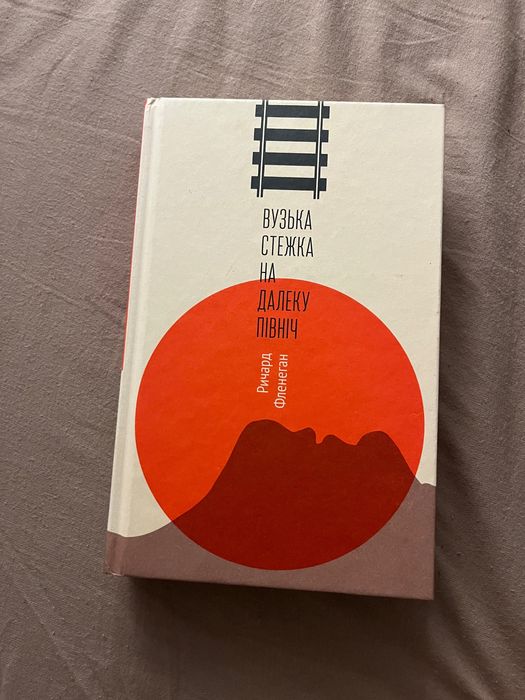 ВУЗЬКА
СТЕЖКА
НА
ДАЛЕКУ
ПІВНІЧ
Ричард
Фленеган